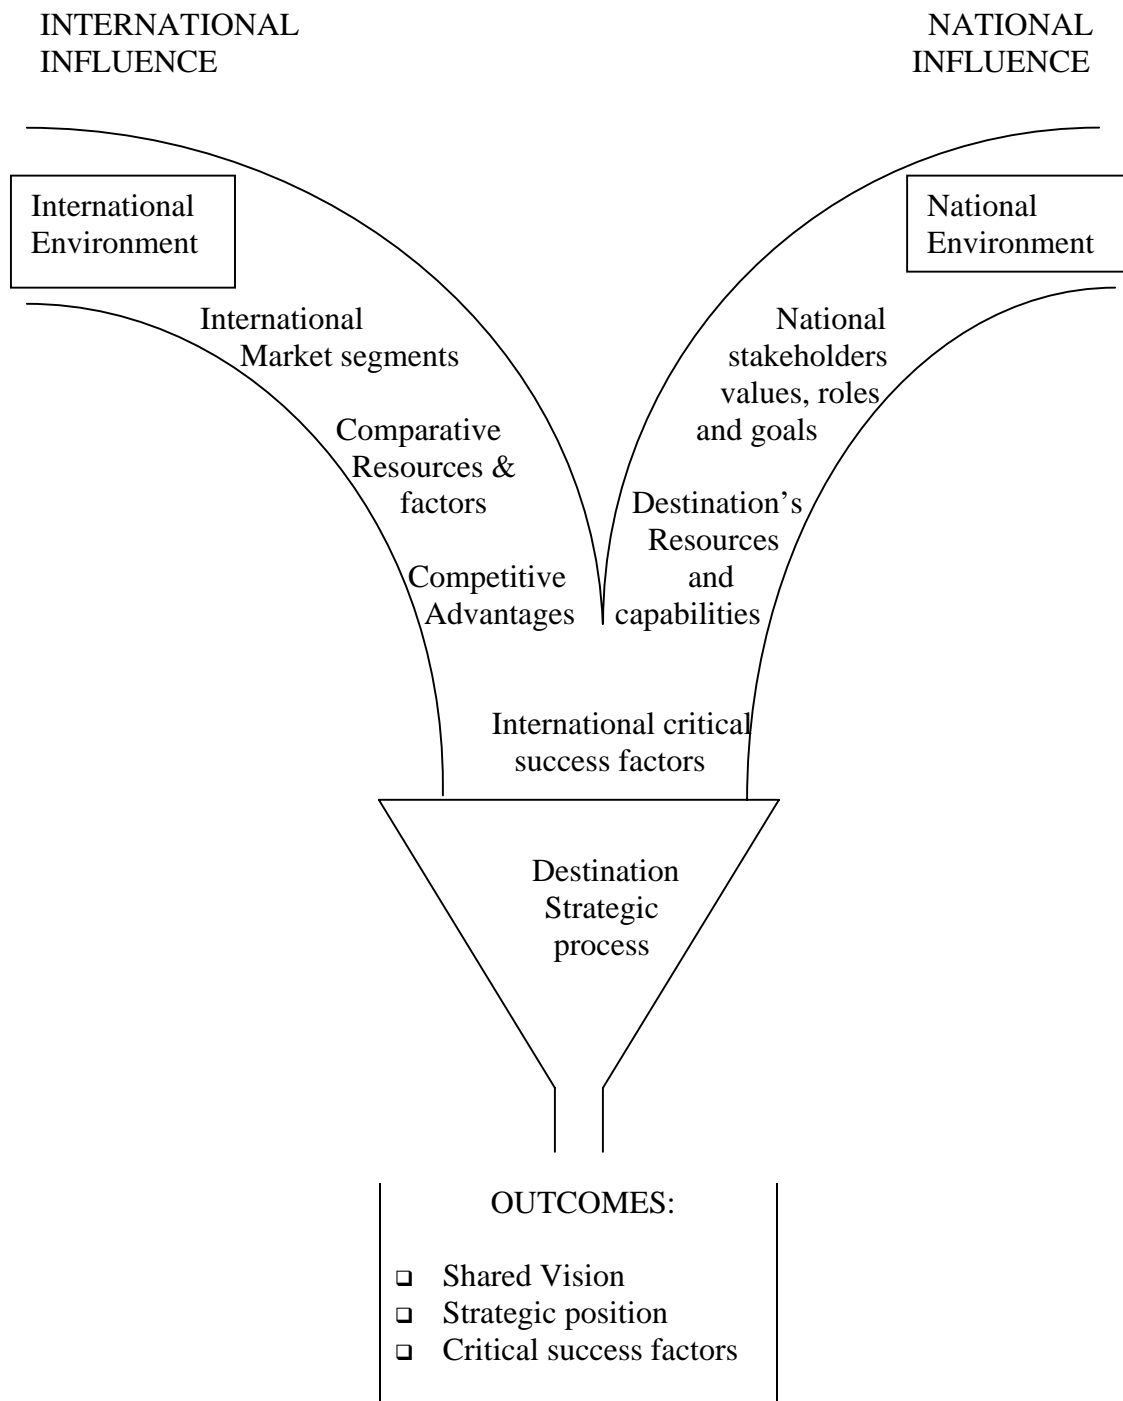 INTERNATIONAL
INFLUENCE
NATIONAL
INFLUENCE
International
Environment
National
Environment
International
Market segments
Comparative
Resources &
factors
Competitive
Advantages
National
stakeholders
values, roles
and goals
Destination’s
Resources
and
capabilities
International critical
success factors
Destination
Strategic
process
OUTCOMES:
❑ Shared Vision
❑ Strategic position
❑ Critical success factors